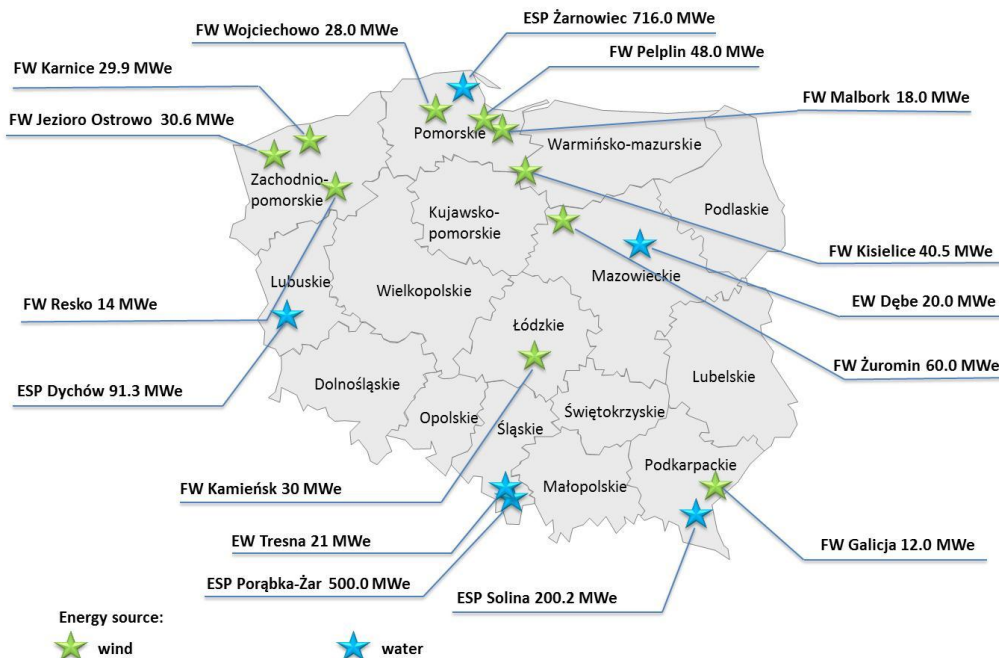 ESP Żarnowiec 716.0 MWe
FW Wojciechowo 28.0 MWe
FW Pelplin 48.0 MWe
FW Karnice 29.9 MWe
FW Malbork 18.0 MWe
FW Jezioro Ostrowo 30.6 MWe
Pomorskie
Warmińsko-mazurskie
Zachodnio-
pomorskie
Podlaskie
Kujawsko-
pomorskie
FW Kisielice 40.5 MWe
Mazowieckie
Lubuskie
Wielkopolskie
FW Resko 14 MWe
EW Dębe 20.0 MWe
Łódzkie
FW Żuromin 60.0 MWe
Lubelskie
Dolnośląskie
ESP Dychów 91.3 MWe
Świętokrzyskie
Opolskie
Śląskie
Podkarpackie
Małopolskie
FW Kamieńsk 30 MWe
EW Tresna 21 MWe
FW Galicja 12.0 MWe
ESP Porąbka-Żar 500.0 MWe
ESP Solina 200.2 MWe
Energy source:
wind
water